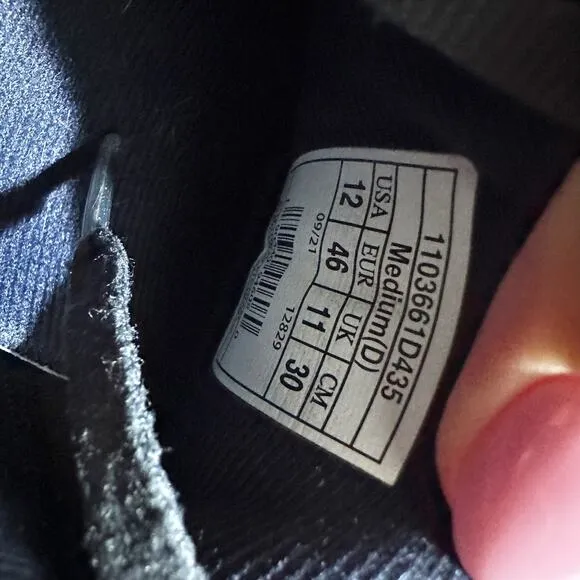 1103661D435
Medium(D)
USA EUR UK CM
12 46 11 30
09/21 12829